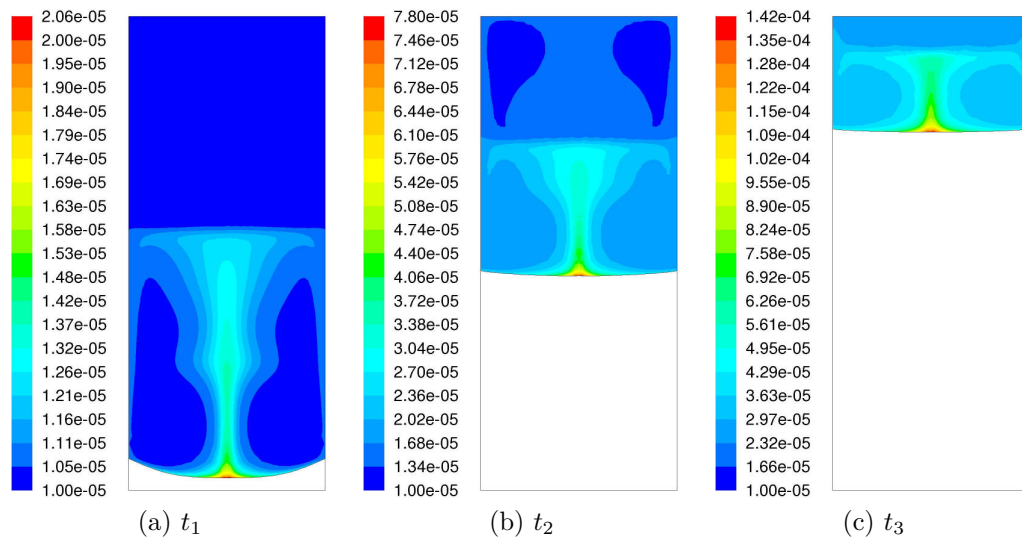 2.06e-05
2.00e-05
1.95e-05
1.90e-05
1.84e-05
1.79e-05
1.74e-05
1.69e-05
1.63e-05
1.58e-05
1.53e-05
1.48e-05
1.42e-05
1.37e-05
1.32e-05
1.26e-05
1.21e-05
1.16e-05
1.11e-05
1.05e-05
1.00e-05
(a) t₁
7.80e-05
7.46e-05
7.12e-05
6.78e-05
6.44e-05
6.10e-05
5.76e-05
5.42e-05
5.08e-05
4.74e-05
4.40e-05
4.06e-05
3.72e-05
3.38e-05
3.04e-05
2.70e-05
2.36e-05
2.02e-05
1.68e-05
1.34e-05
1.00e-05
(b) t₂
1.42e-04
1.35e-04
1.28e-04
1.22e-04
1.15e-04
1.09e-04
1.02e-04
9.55e-05
8.90e-05
8.24e-05
7.58e-05
6.92e-05
6.26e-05
5.61e-05
4.95e-05
4.29e-05
3.63e-05
2.97e-05
2.32e-05
1.66e-05
1.00e-05
(c) t₃